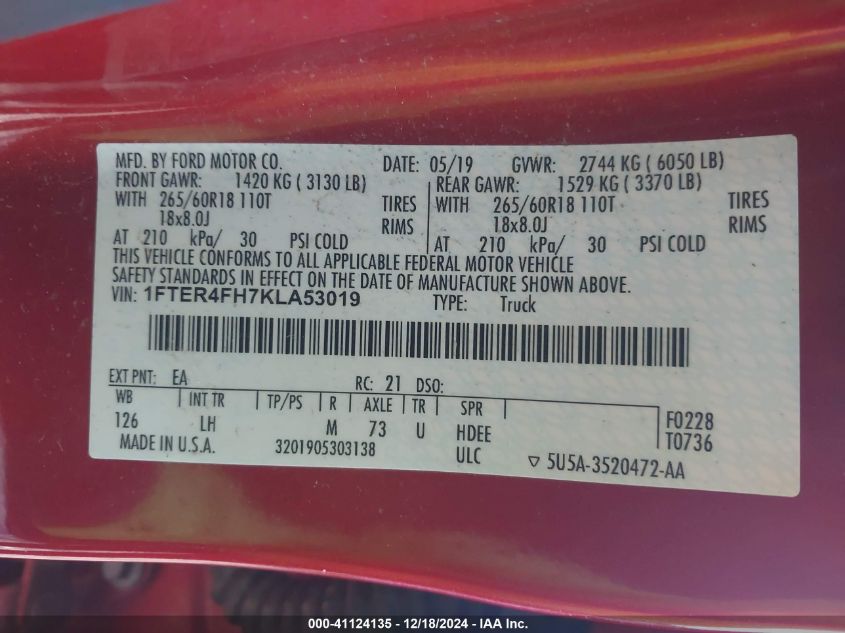 MFD. BY FORD MOTOR CO. DATE: 05/19 GVWR: 2744 KG ( 6050 LB)
FRONT GAWR: 1420 KG ( 3130 LB) REAR GAWR: 1529 KG ( 3370 LB)
WITH 265/60R18 110T TIRES WITH 265/60R18 110T TIRES
18x8.0J RIMS 18x8.0J RIMS
AT 210 kPa/ 30 PSI COLD AT 210 kPa/ 30 PSI COLD
THIS VEHICLE CONFORMS TO ALL APPLICABLE FEDERAL MOTOR VEHICLE
SAFETY STANDARDS IN EFFECT ON THE DATE OF MANUFACTURE SHOWN ABOVE.
VIN: 1FTER4FH7KLA53019 TYPE: Truck
EXT PNT: EA RC: 21 DSO:
WB INT TR TP/PS R AXLE TR SPR
126 LH M 73 U HDEE F0228
T0736
MADE IN U.S.A. 3201905303138 ULC ▽ 5U5A-3520472-AA
000-41124135 - 12/18/2024 - IAA Inc.